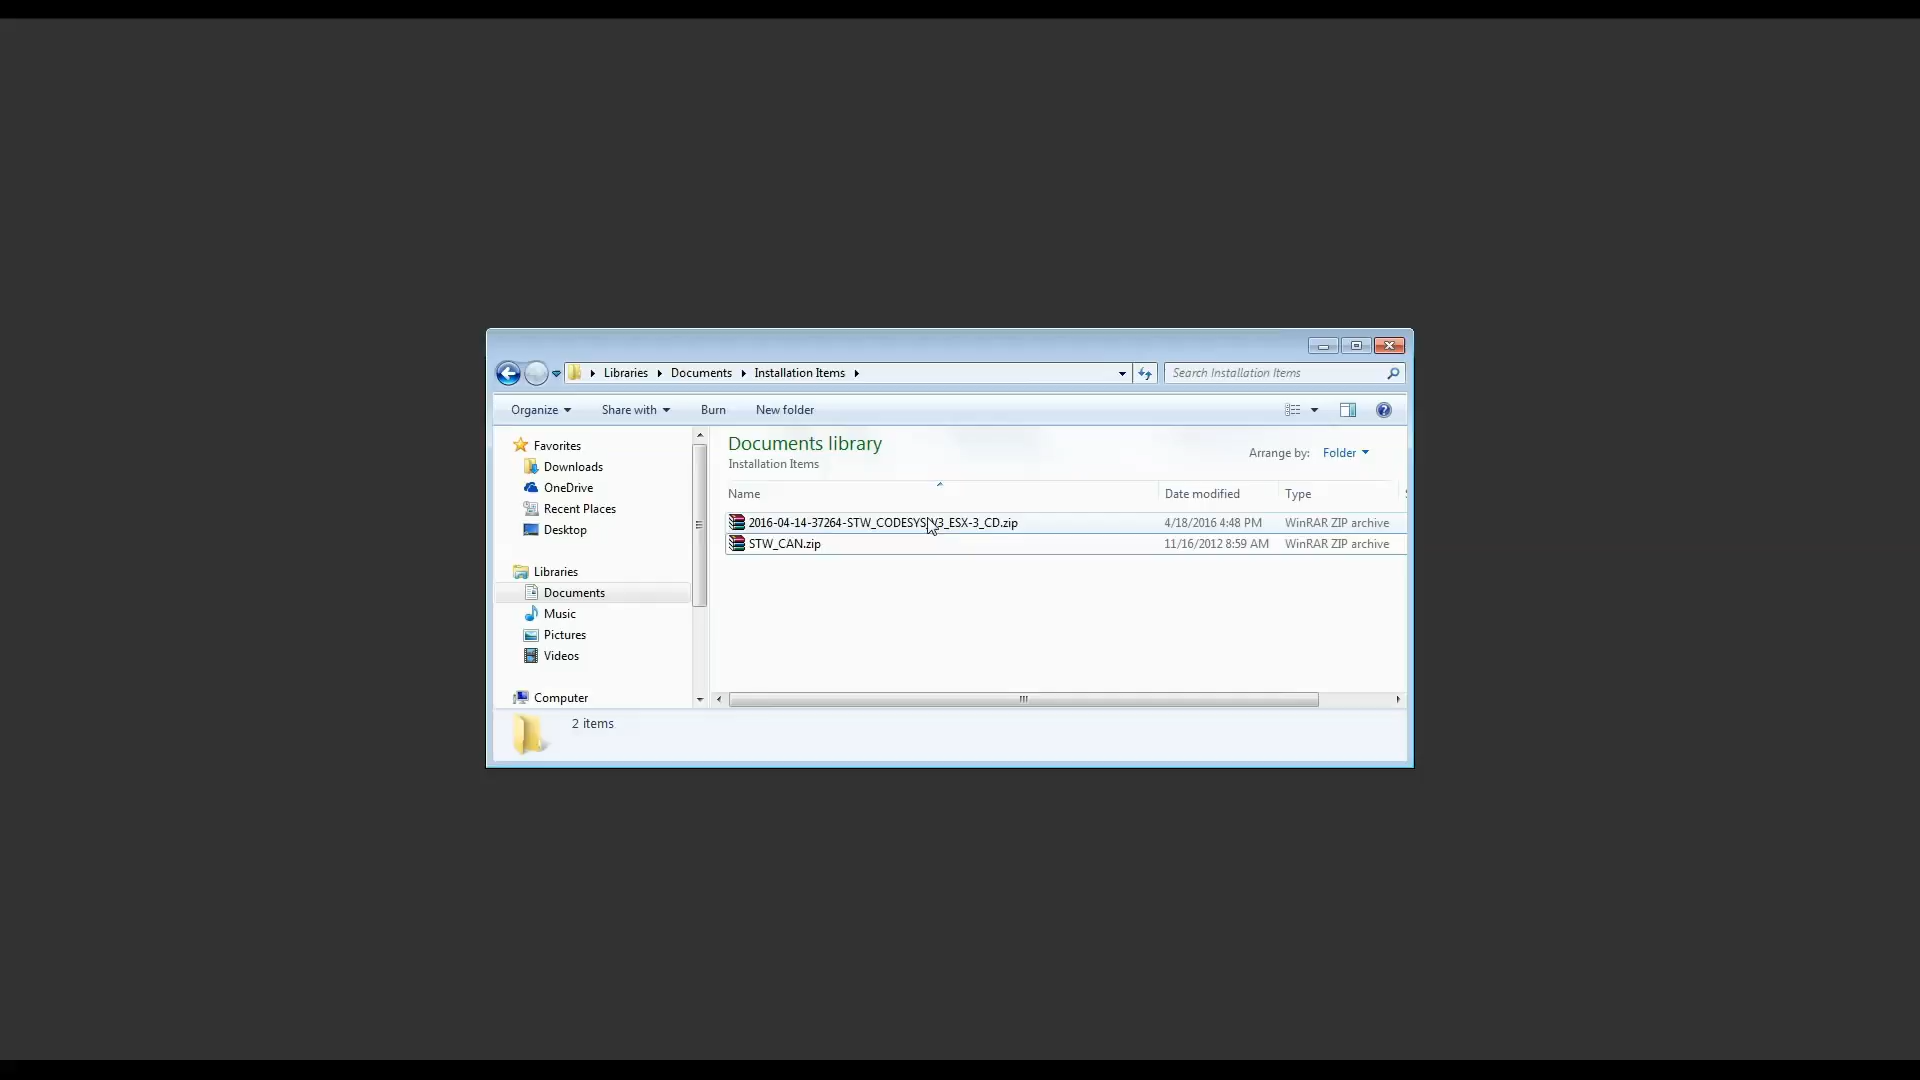 Libraries Documents Installation Items
Search Installation Items
Organize Share with Burn New folder
Favorites
Downloads
OneDrive
Recent Places
Desktop
Libraries
Documents
Music
Pictures
Videos
Computer
Documents library
Installation Items
Arrange by: Folder
Name Date modified Type
2016-04-14-37264-STW_CODESYS_V3_ESX-3_CD.zip 4/18/2016 4:48 PM WinRAR ZIP archive
STW_CAN.zip 11/16/2012 8:59 AM WinRAR ZIP archive
2 items